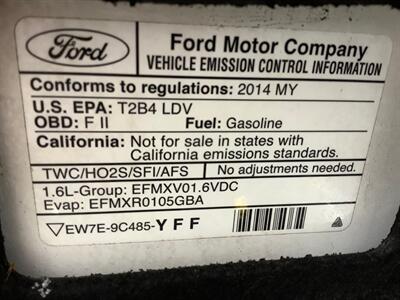 Ford
Ford Motor Company
VEHICLE EMISSION CONTROL INFORMATION
Conforms to regulations: 2014 MY
U.S. EPA: T2B4 LDV
OBD: F II Fuel: Gasoline
California: Not for sale in states with
California emissions standards.
TWC/HO2S/SFI/AFS No adjustments needed.
1.6L-Group: EFMXV01.6VDC
Evap: EFMXR0105GBA
EW7E-9C485-YFF